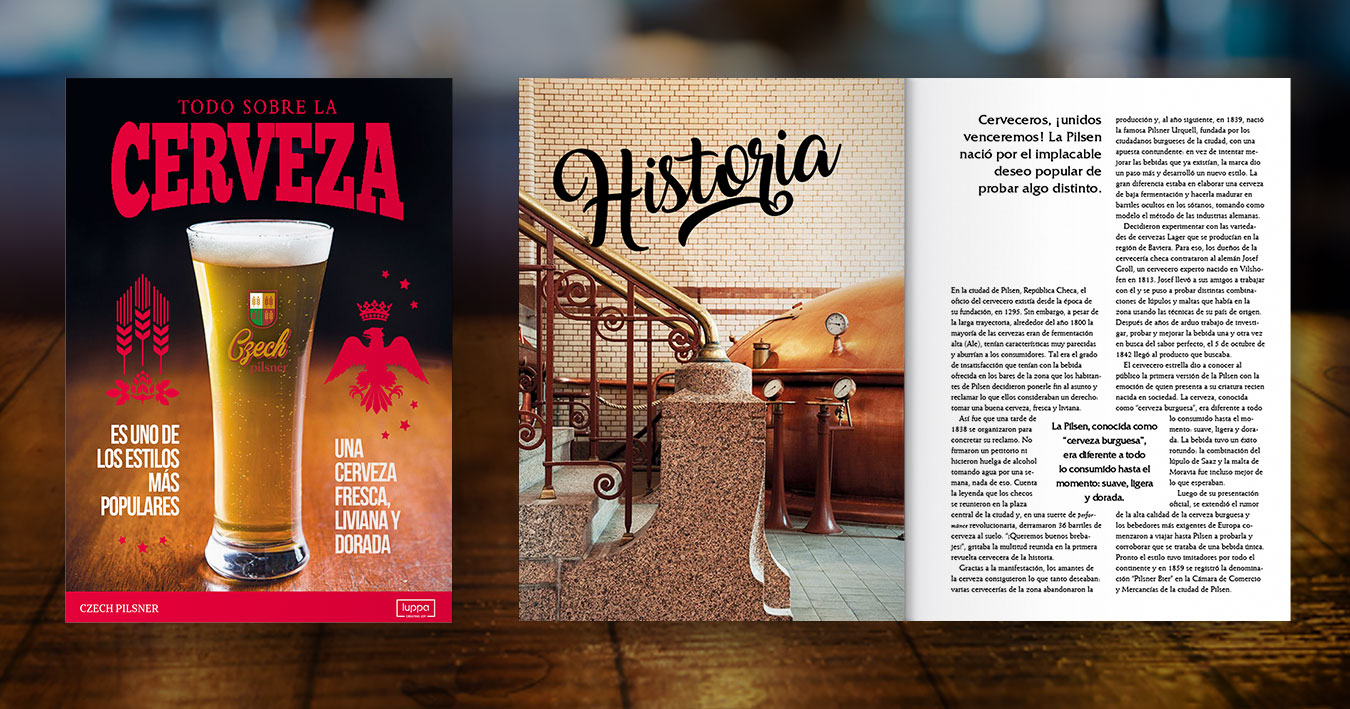 TODO SOBRE LA
CERVEZA
Czech
pilsner
ES UNO DE
LOS ESTILOS
MÁS
POPULARES
UNA
CERVEZA
FRESCA,
LIVIANA Y
DORADA
CZECH PILSNER
luppa
Historia
Cerveceros, ¡unidos
venceremos! La Pilsen
nació por el implacable
deseo popular de
probar algo distinto.
En la ciudad de Pilsen, República Checa, el
oficio del cervecero existía desde la época de
su fundación, en 1295. Sin embargo, a pesar de
la larga trayectoria, alrededor del año 1800 la
mayoría de las cervezas eran de fermentación
alta (Ale), tenían características muy parecidas
y aburrían a los consumidores. Tal era el grado
de insatisfacción que tenían con la bebida
ofrecida en los bares de la zona que los habitan-
tes de Pilsen decidieron ponerle fin al asunto y
reclamar lo que ellos consideraban un derecho:
tomar una buena cerveza, fresca y liviana.
Así fue que una tarde de
1838 se organizaron para
concretar su reclamo. No
firmaron un petitorio ni
hicieron huelga de alcohol
tomando agua por una se-
mana, nada de eso. Cuenta
la leyenda que los checos
se reunieron en la plaza
central de la ciudad y, en una suerte de perfor-
mance revolucionaria, derramaron 36 barriles de
cerveza al suelo. "¡Queremos buenos breba-
jes!", gritaba la multitud reunida en la primera
revuelta cervecera de la historia.
Gracias a la manifestación, los amantes de
la cerveza consiguieron lo que tanto deseaban:
varias cervecerías de la zona abandonaron la
La Pilsen, conocida como
"cerveza burguesa",
era diferente a todo
lo consumido hasta el
momento: suave, ligera
y dorada.
producción y, al año siguiente, en 1839, nació
la famosa Pilsner Urquell, fundada por los
ciudadanos burgueses de la ciudad, con una
apuesta contundente: en vez de intentar me-
jorar las bebidas que ya existían, la marca dio
un paso más y desarrolló un nuevo estilo. La
gran diferencia estaba en elaborar una cerveza
de baja fermentación y hacerla madurar en
barriles ocultos en los sótanos, tomando como
modelo el método de las industrias alemanas.
Decidieron experimentar con las varieda-
des de cervezas Lager que se producían en la
región de Baviera. Para eso, los dueños de la
cervecería checa contrataron al alemán Josef
Groll, un cervecero experto nacido en Vilsho-
fen en 1813. Josef llevó a sus amigos a trabajar
con el y se puso a probar distintas combina-
ciones de lúpulos y maltas que había en la
zona usando las técnicas de su país de origen.
Después de años de arduo trabajo de investi-
gar, probar y mejorar la bebida una y otra vez
en busca del sabor perfecto, el 5 de octubre de
1842 llegó al producto que buscaba.
El cervecero estrella dio a conocer al
público la primera versión de la Pilsen con la
emoción de quien presenta a su criatura recien
nacida en sociedad. La cerveza, conocida
como "cerveza burguesa", era diferente a todo
lo consumido hasta el mo-
mento: suave, ligera y dora-
da. La bebida tuvo un éxito
rotundo: la combinación del
lúpulo de Saaz y la malta de
Moravia fue incluso mejor de
lo que esperaban.
Luego de su presentación
oficial, se extendió el rumor
de la alta calidad de la cerveza burguesa y
los bebedores más exigentes de Europa co-
menzaron a viajar hasta Pilsen a probarla y
corroborar que se trataba de una bebida única.
Pronto el estilo tuvo imitadores por todo el
continente y en 1859 se registró la denomina-
ción "Pilsner Bier" en la Cámara de Comercio
y Mercancías de la ciudad de Pilsen.